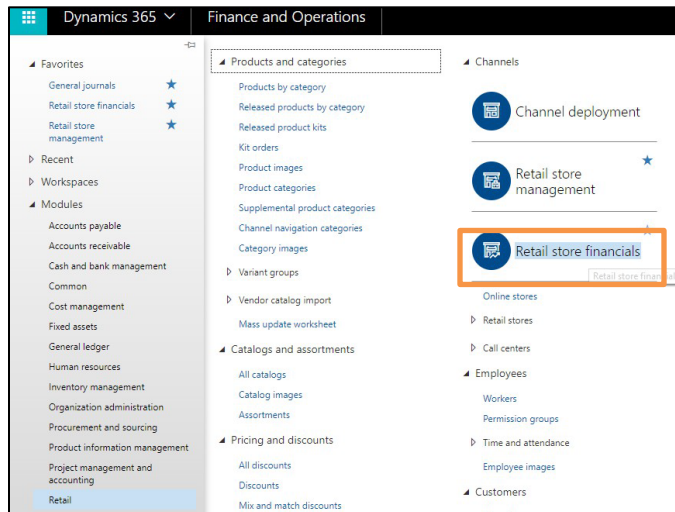 Dynamics 365
Finance and Operations
Favorites
General journals
Retail store financials
Retail store
management
Recent
Workspaces
Modules
Accounts payable
Accounts receivable
Cash and bank management
Common
Cost management
Fixed assets
General ledger
Human resources
Inventory management
Organization administration
Procurement and sourcing
Product information management
Project management and
accounting
Retail
Products and categories
Products by category
Released products by category
Released product kits
Kit orders
Product images
Product categories
Supplemental product categories
Channel navigation categories
Category images
Variant groups
Vendor catalog import
Mass update worksheet
Catalogs and assortments
All catalogs
Catalog images
Assortments
Pricing and discounts
All discounts
Discounts
Mix and match discounts
Channels
Channel deployment
Retail store
management
Retail store financials
Retail store financials
Online stores
Retail stores
Call centers
Employees
Workers
Permission groups
Time and attendance
Employee images
Customers